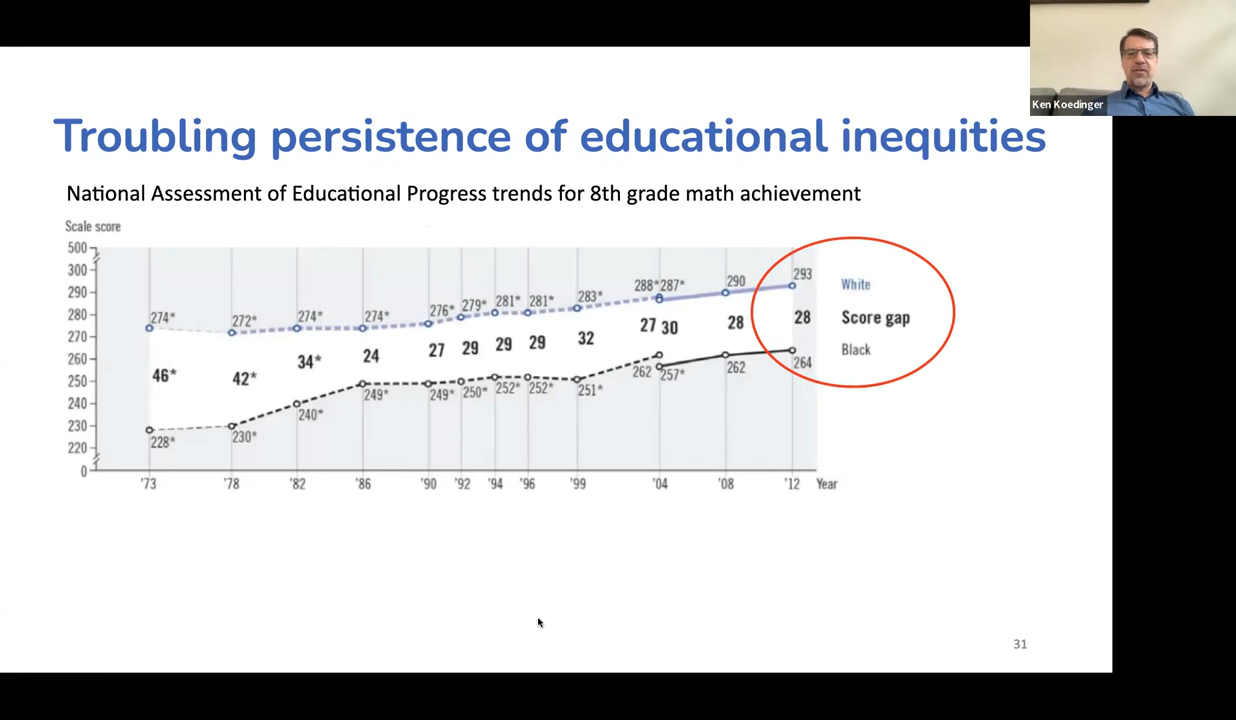 Ken Koedinger
Troubling persistence of educational inequities
National Assessment of Educational Progress trends for 8th grade math achievement
Scale score
500
300
290
280
270
260
250
240
230
220
0
274* 272* 274* 274* 276* 279* 281* 281* 283* 288* 287* 290 293
White
46* 42* 34* 24 27 29 29 29 32 27 30 28 28
Score gap
Black
228* 230* 240* 249* 249* 250* 252* 252* 251* 262 257* 262 264
'73 '78 '82 '86 '90 '92 '94 '96 '99 '04 '08 '12 Year
31